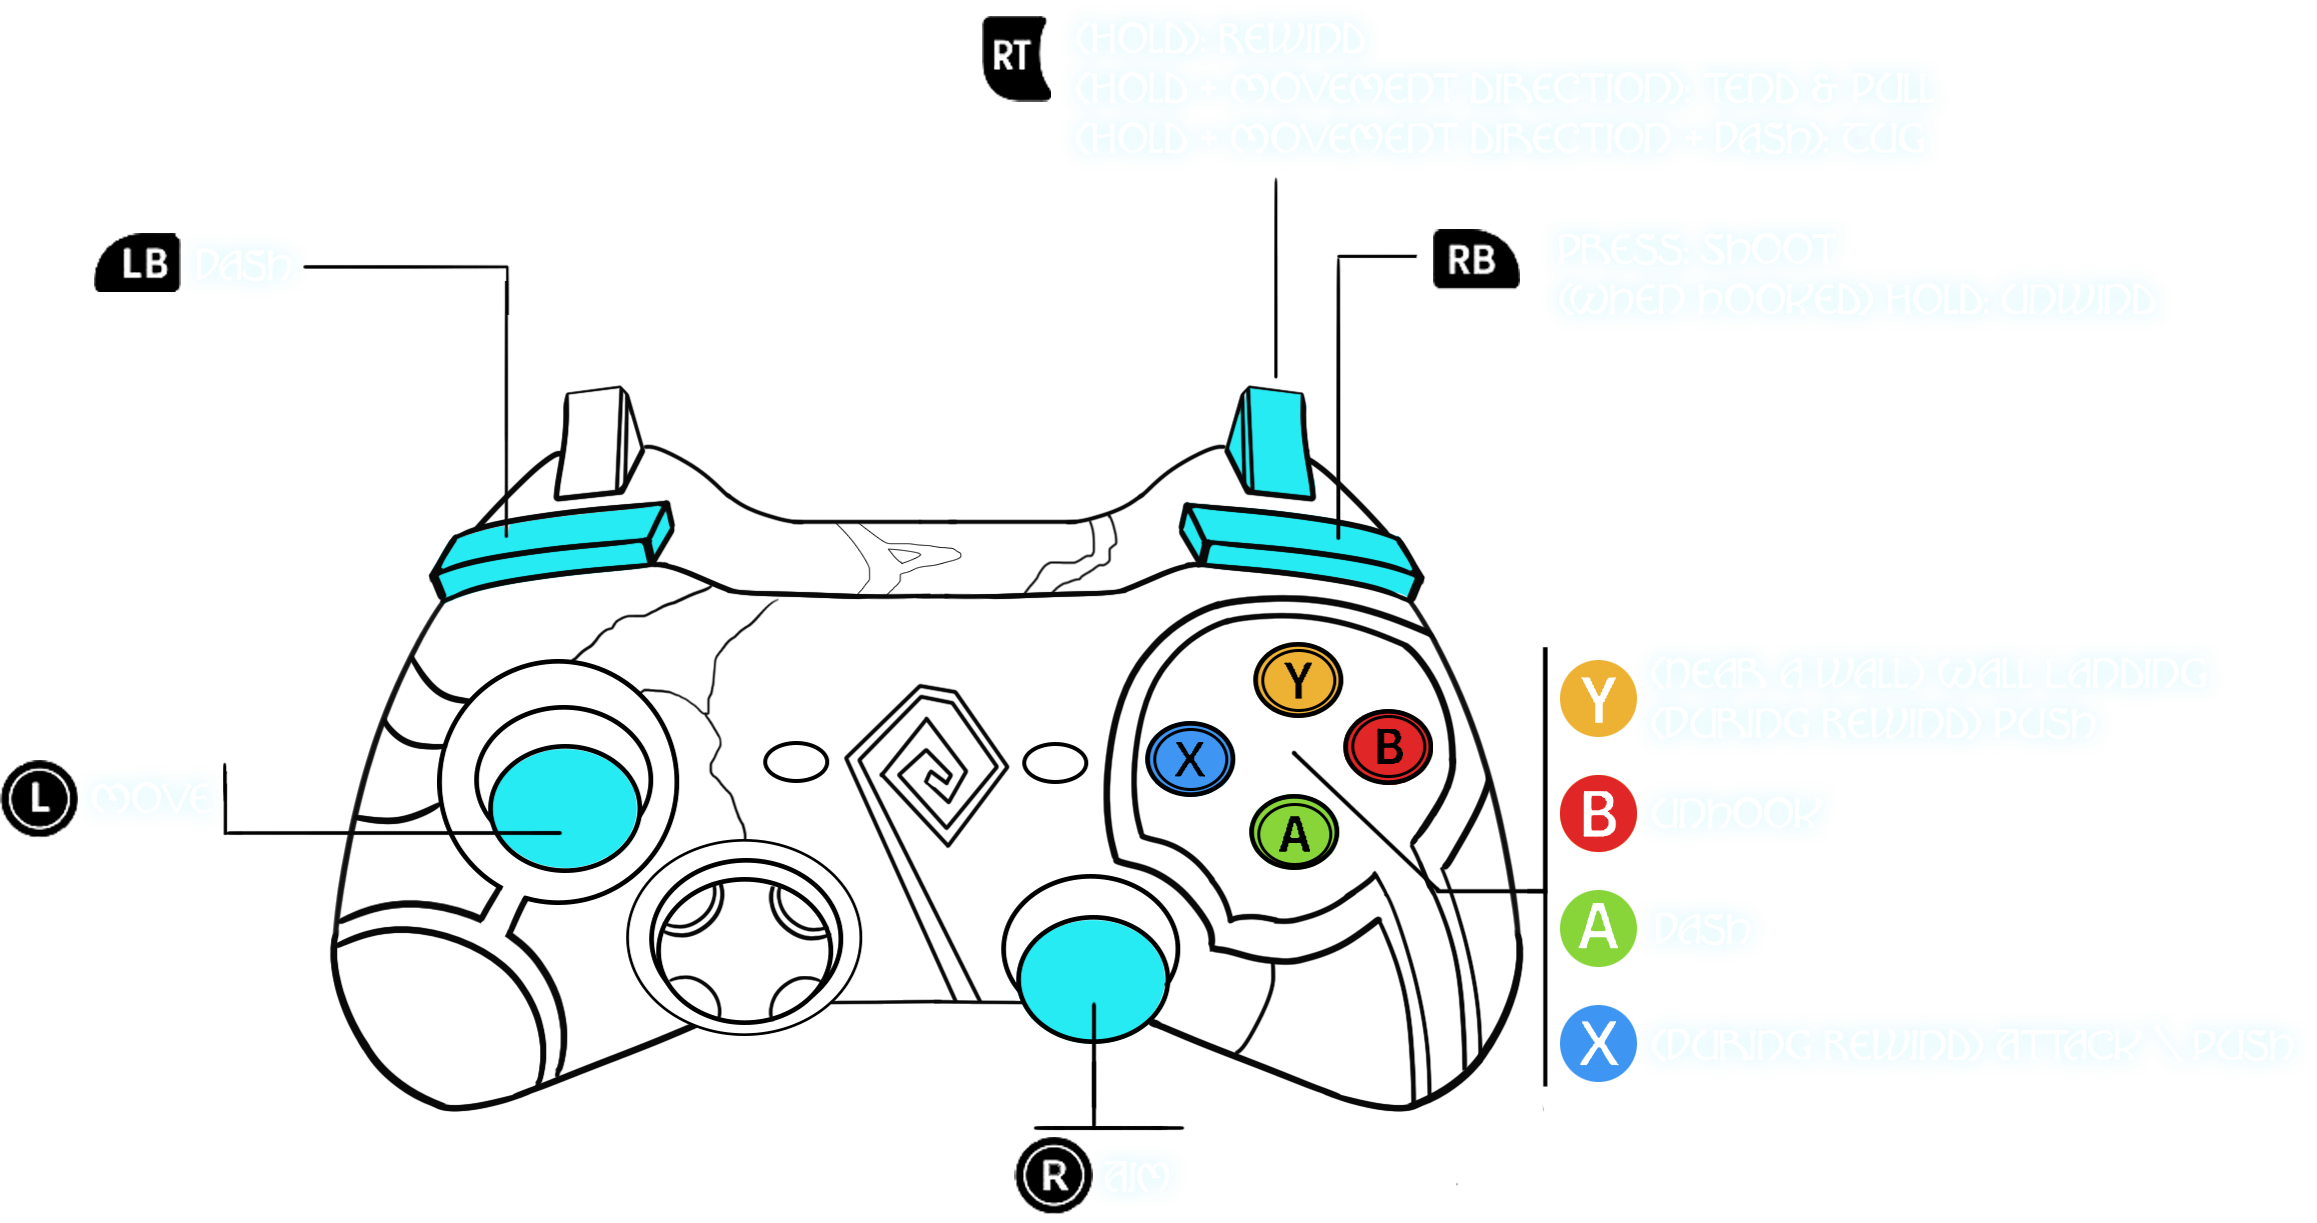 RT (HOLD): REWIND
(HOLD + MOVEMENT DIRECTION): TEND & PULL
(HOLD + MOVEMENT DIRECTION + DASH): TUG
LB DASH
RB PRESS: SHOOT
(WHEN HOOKED) HOLD: UNWIND
Y
X
B
A
Y (NEAR A WALL) WALL LANDING
(DURING REWIND) PUSH
B UNHOOK
A DASH
X (DURING REWIND) ATTACK \ PUSH
L MOVE
R AIM